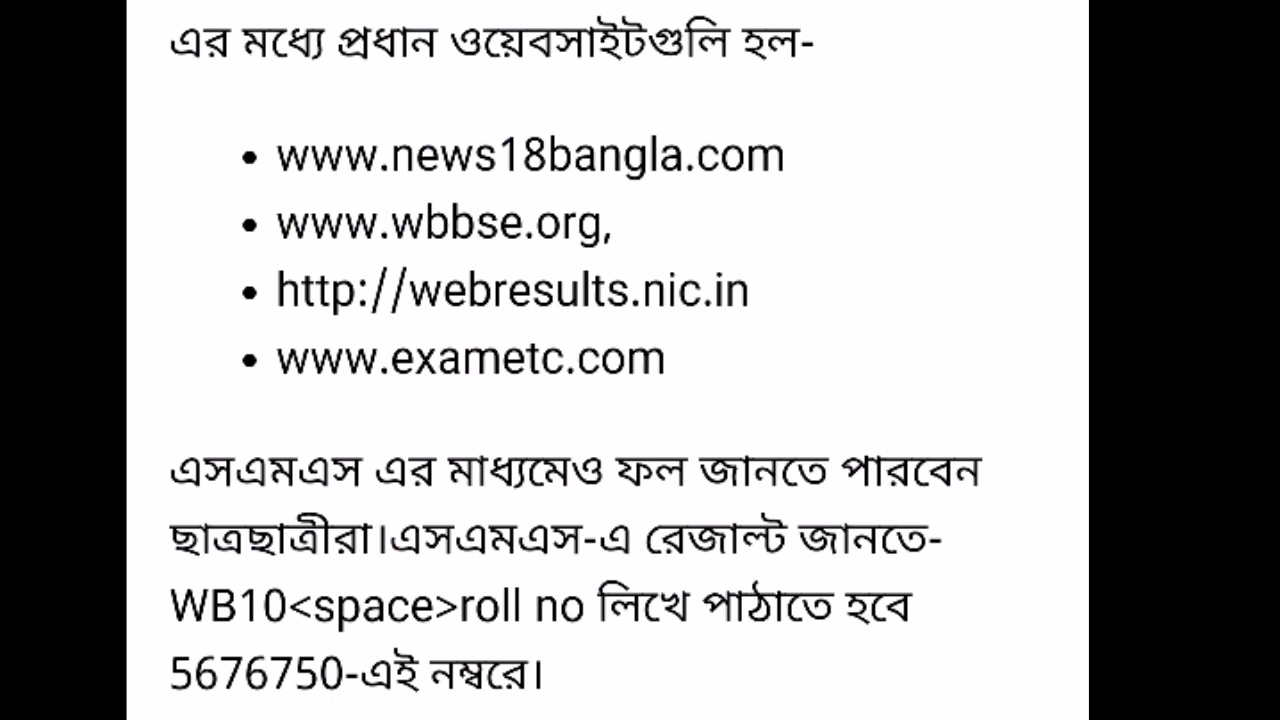 এর মধ্যে প্রধান ওয়েবসাইটগুলি হল-
• www.news18bangla.com
• www.wbbse.org,
• http://webresults.nic.in
• www.exametc.com
এসএমএস এর মাধ্যমেও ফল জানতে পারবেন
ছাত্রছাত্রীরা।এসএমএস-এ রেজাল্ট জানতে-
WB10<space>roll no লিখে পাঠাতে হবে
5676750-এই নম্বরে।